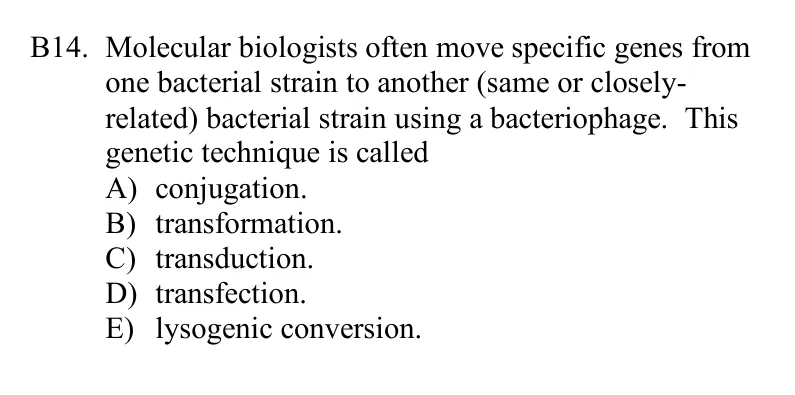 B14. Molecular biologists often move specific genes from
one bacterial strain to another (same or closely-
related) bacterial strain using a bacteriophage. This
genetic technique is called
A) conjugation.
B) transformation.
C) transduction.
D) transfection.
E) lysogenic conversion.